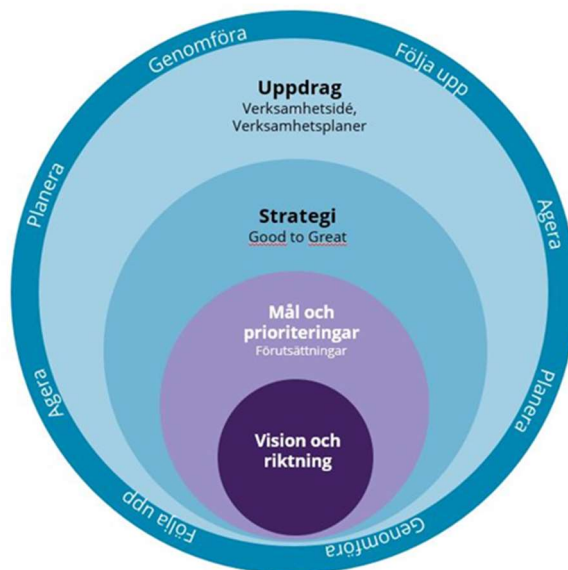 Genomföra
Följa upp
Agera
Planera
Genomföra
Följa upp
Agera
Planera
Uppdrag
Verksamhetsidé,
Verksamhetsplaner
Strategi
Good to Great
Mål och
prioriteringar
Förutsättningar
Vision och
riktning